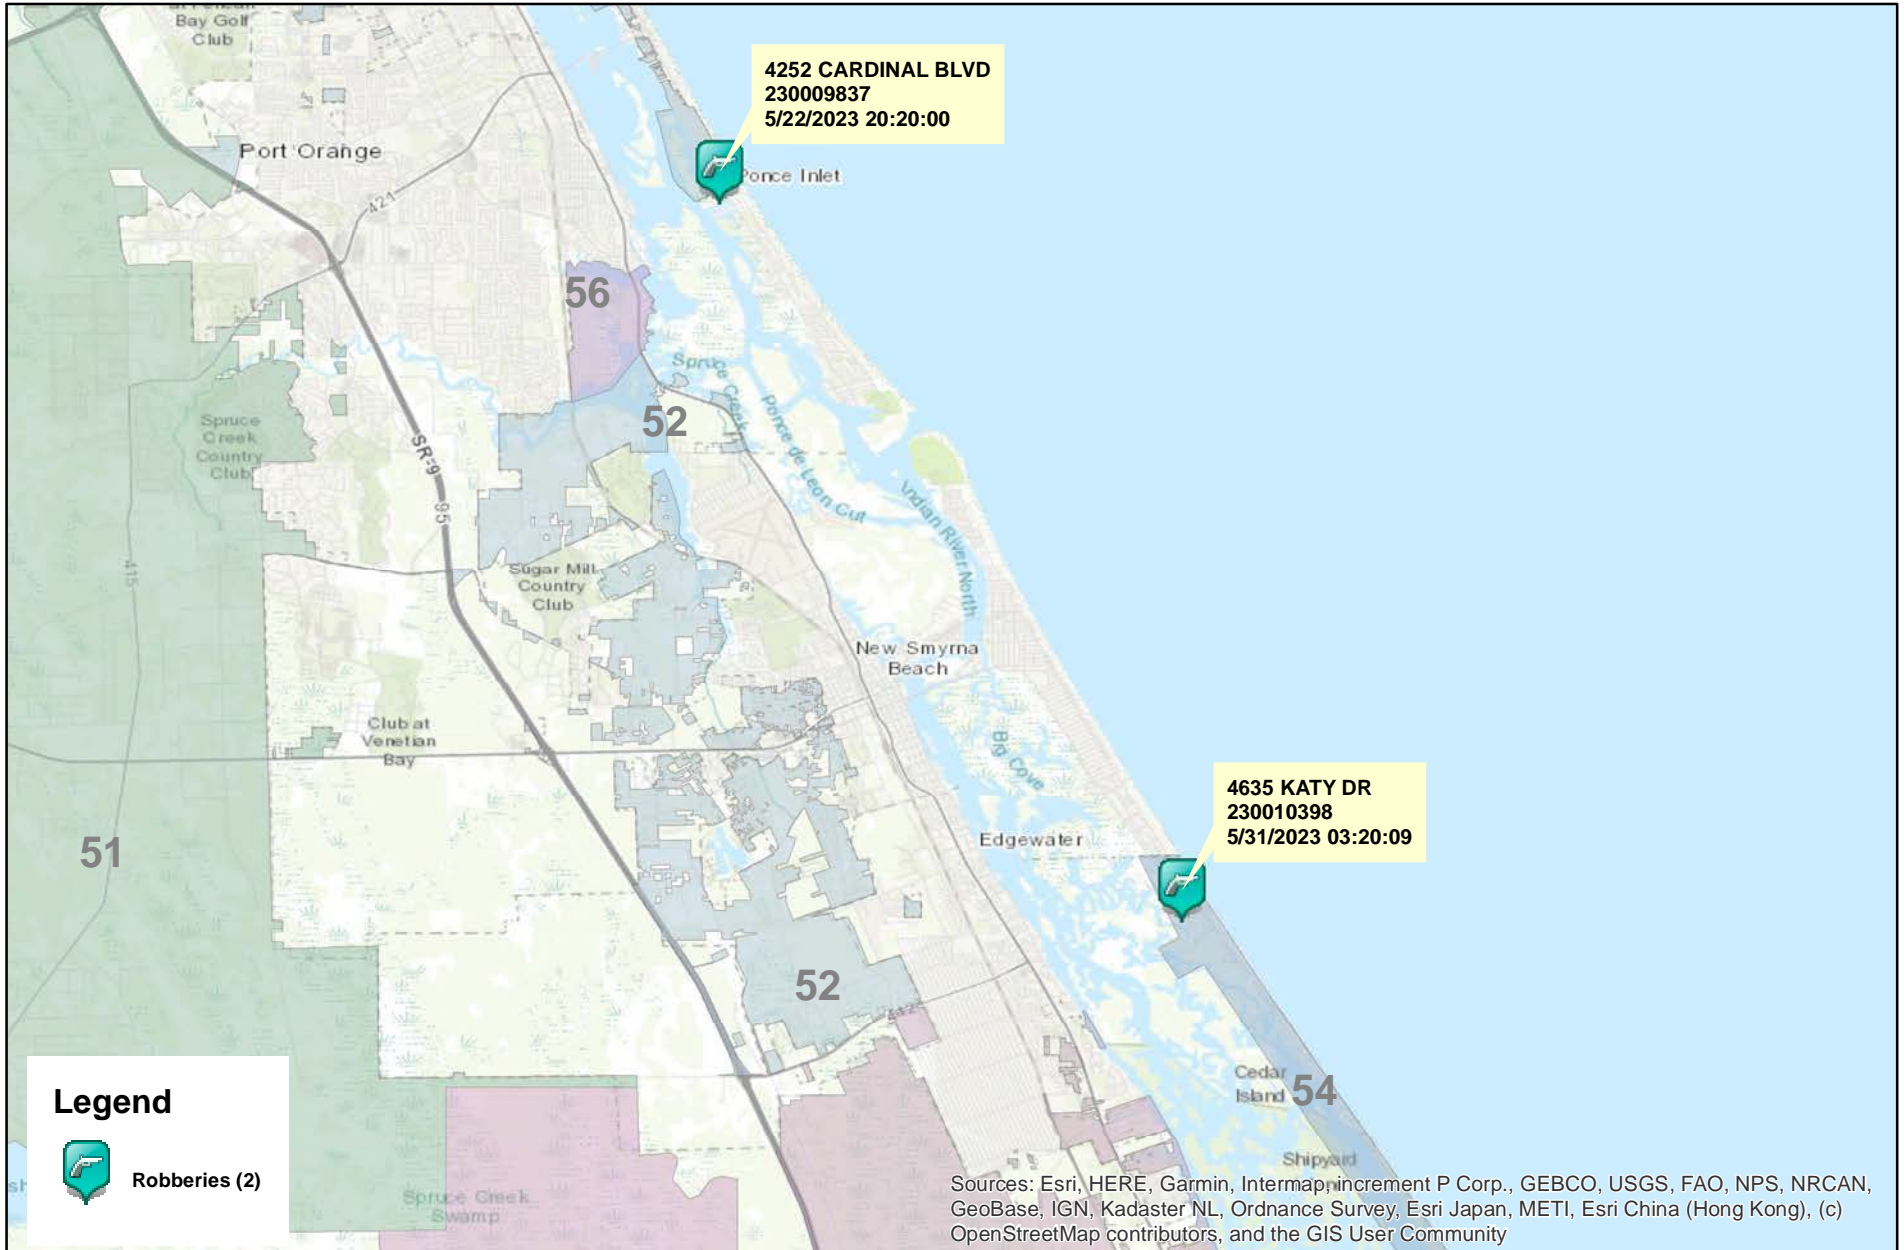 Bay Golf
Club
4252 CARDINAL BLVD
230009837
5/22/2023 20:20:00
Port Orange
Ponce Inlet
421
56
Spruce Creek
52
Ponce de Leon Cut
Spruce
Creek
Country
Club
SR-9
95
Indian River North
415
Sugar Mill
Country
Club
New Smyrna
Beach
Club at
Venetian
Bay
Big Cove
4635 KATY DR
230010398
5/31/2023 03:20:09
Edgewater
51
52
Cedar
Island
54
Legend
Robberies (2)
Shipyard
Spruce Creek
Swamp
Sources: Esri, HERE, Garmin, Intermap, increment P Corp., GEBCO, USGS, FAO, NPS, NRCAN,
GeoBase, IGN, Kadaster NL, Ordnance Survey, Esri Japan, METI, Esri China (Hong Kong), (c)
OpenStreetMap contributors, and the GIS User Community